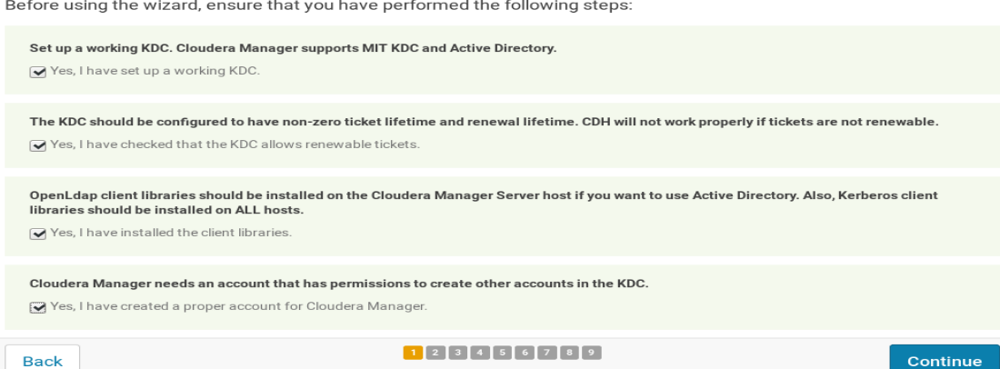 Before using the wizard, ensure that you have performed the following steps:
Set up a working KDC. Cloudera Manager supports MIT KDC and Active Directory.
Yes, I have set up a working KDC.
The KDC should be configured to have non-zero ticket lifetime and renewal lifetime. CDH will not work properly if tickets are not renewable.
Yes, I have checked that the KDC allows renewable tickets.
OpenLdap client libraries should be installed on the Cloudera Manager Server host if you want to use Active Directory. Also, Kerberos client
libraries should be installed on ALL hosts.
Yes, I have installed the client libraries.
Cloudera Manager needs an account that has permissions to create other accounts in the KDC.
Yes, I have created a proper account for Cloudera Manager.
Back 1 2 3 4 5 6 7 8 9 Continue